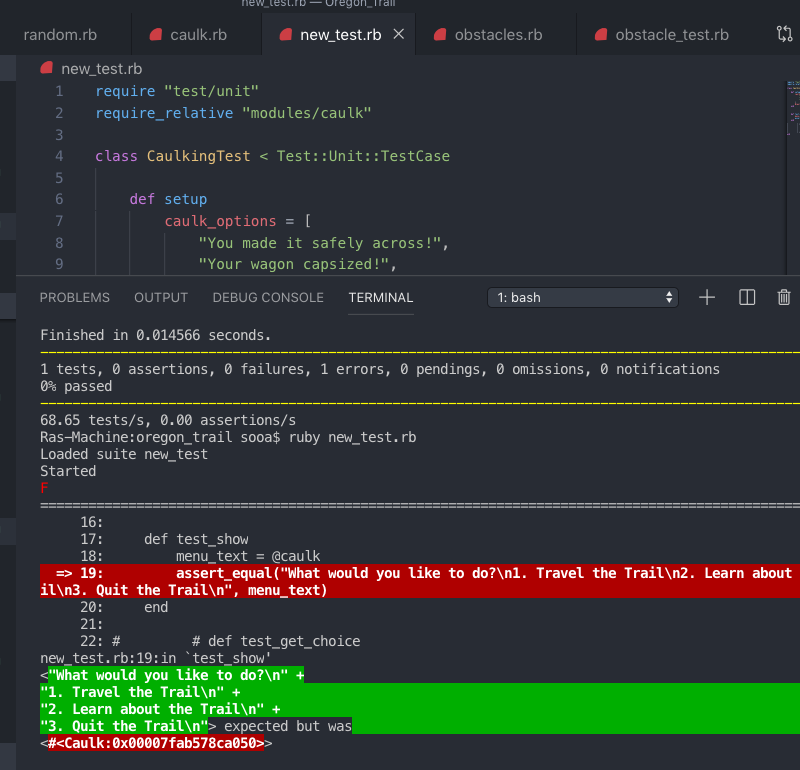 new_test.rb — Oregon_Trail
random.rb caulk.rb new_test.rb obstacles.rb obstacle_test.rb
new_test.rb
1 require "test/unit"
2 require_relative "modules/caulk"
3
4 class CaulkingTest < Test::Unit::TestCase
5
6 def setup
7 caulk_options = [
8 "You made it safely across!",
9 "Your wagon capsized!",
PROBLEMS OUTPUT DEBUG CONSOLE TERMINAL 1: bash
Finished in 0.014566 seconds.
1 tests, 0 assertions, 0 failures, 1 errors, 0 pendings, 0 omissions, 0 notifications
0% passed
68.65 tests/s, 0.00 assertions/s
Ras-Machine:oregon_trail sooa$ ruby new_test.rb
Loaded suite new_test
Started
F
16:
17: def test_show
18: menu_text = @caulk
=> 19: assert_equal("What would you like to do?\n1. Travel the Trail\n2. Learn about
il\n3. Quit the Trail\n", menu_text)
20: end
21:
22: # # def test_get_choice
new_test.rb:19:in `test_show'
<"What would you like to do?\n" +
"1. Travel the Trail\n" +
"2. Learn about the Trail\n" +
"3. Quit the Trail\n"> expected but was
<#<Caulk:0x00007fab578ca050>>